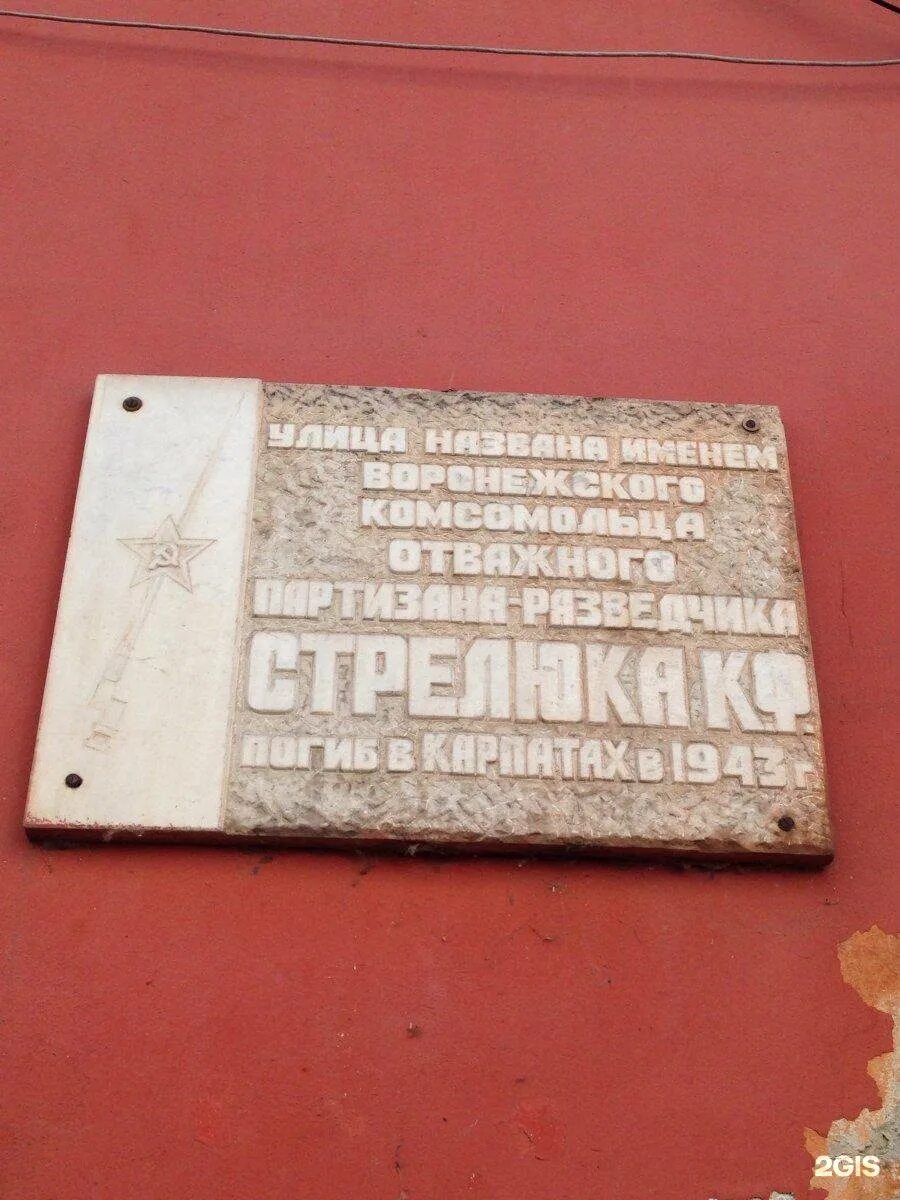 УЛИЦА НАЗВАНА ИМЕНЕМ
ВОРОНЕЖСКОГО
КОМСОМОЛЬЦА
ОТВАЖНОГО
ПАРТИЗАНА-РАЗВЕДЧИКА
СТРЕЛЮКА К.Ф.
ПОГИБ В КАРПАТАХ В 1943 г.
2GIS